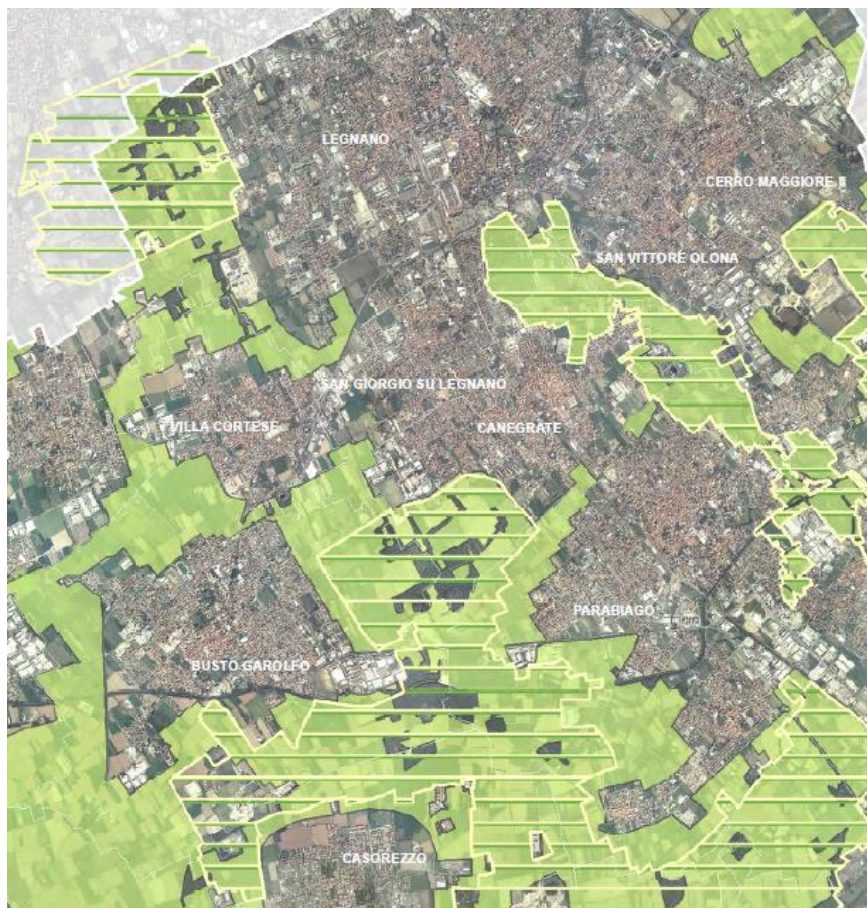 LEGNANO
CERRO MAGGIORE
SAN VITTORE OLONA
SAN GIORGIO SU LEGNANO
VILLA CORTESE
CANEGRATE
PARABIAGO
BUSTO GAROLFO
CASOREZZO